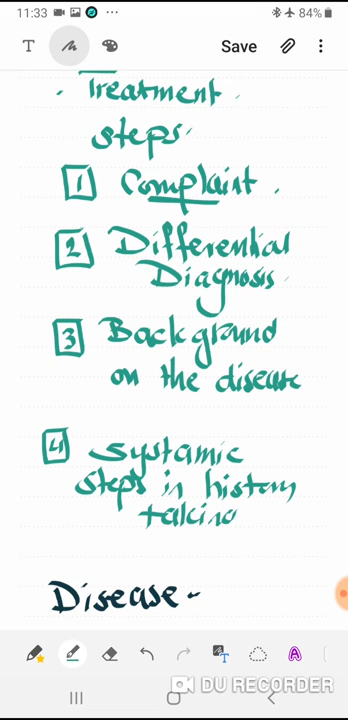 11:33
84%
T
Save
. Treatment .
steps.
1 Complaint .
2 Differential
Diagnosis.
3 Background
on the disease
4 Systamic
steps in history
taking
Disease -
T
A
DU RECORDER